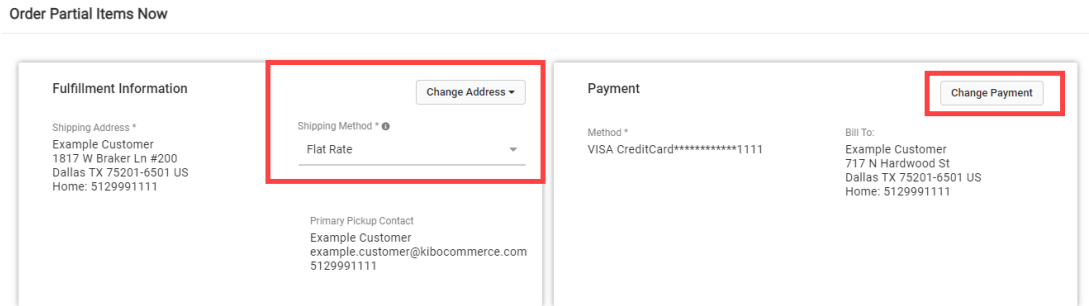 Order Partial Items Now
Fulfillment Information
Change Address
Shipping Address *
Example Customer
1817 W Braker Ln #200
Dallas TX 75201-6501 US
Home: 5129991111
Shipping Method *
Flat Rate
Primary Pickup Contact
Example Customer
example.customer@kibocommerce.com
5129991111
Payment
Change Payment
Method *
VISA CreditCard************1111
Bill To:
Example Customer
717 N Hardwood St
Dallas TX 75201-6501 US
Home: 5129991111